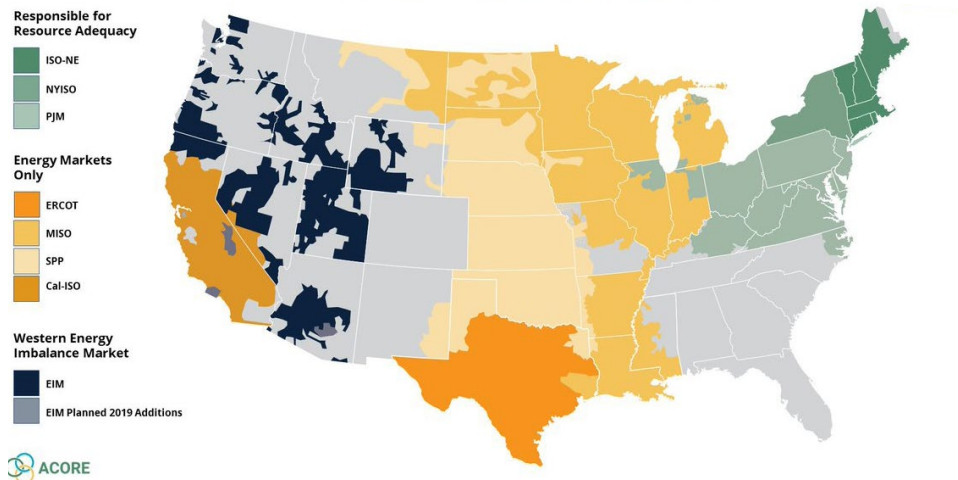 Responsible for
Resource Adequacy
ISO-NE
NYISO
PJM
Energy Markets
Only
ERCOT
MISO
SPP
Cal-ISO
Western Energy
Imbalance Market
EIM
EIM Planned 2019 Additions
ACORE